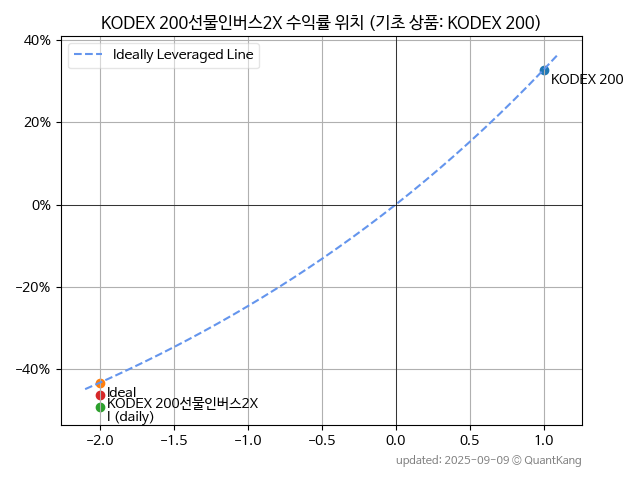 KODEX 200선물인버스2X 수익률 위치 (기초 상품: KODEX 200)
40%
20%
0%
−20%
−40%
Ideally Leveraged Line
KODEX 200
Ideal
KODEX 200선물인버스2X
I (daily)
−2.0 −1.5 −1.0 −0.5 0.0 0.5 1.0
updated: 2025-09-09 © QuantKang